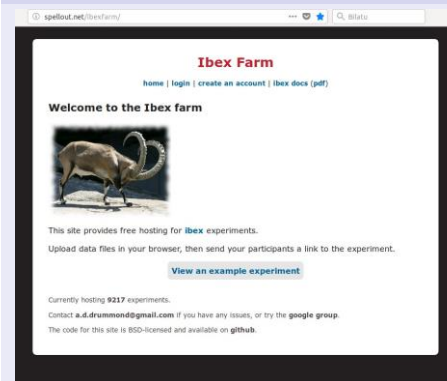 spellout.net/ibexfarm/
Bilatu
Ibex Farm
home | login | create an account | ibex docs (pdf)
Welcome to the Ibex farm
This site provides free hosting for ibex experiments.
Upload data files in your browser, then send your participants a link to the experiment.
View an example experiment
Currently hosting 9217 experiments.
Contact a.d.drummond@gmail.com if you have any issues, or try the google group.
The code for this site is BSD-licensed and available on github.